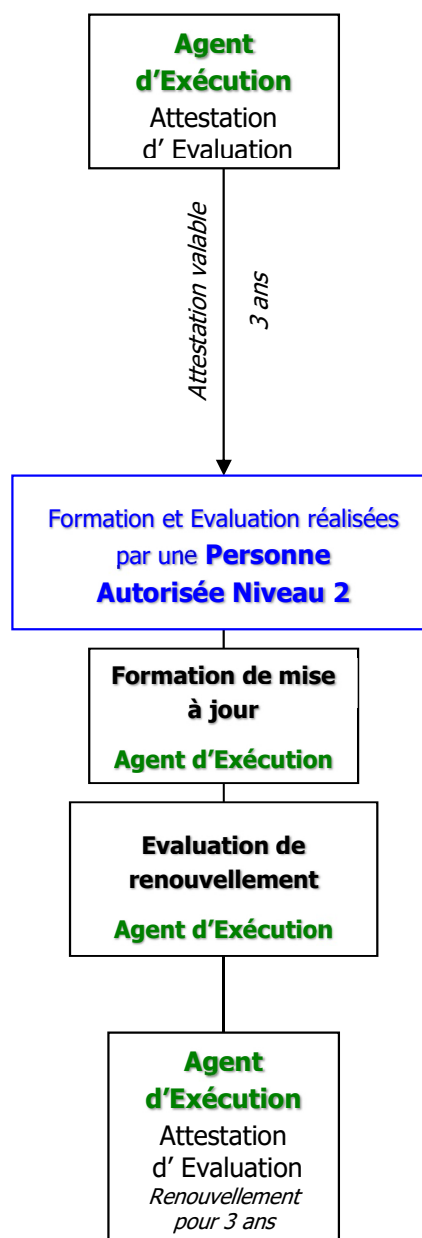 Agent
d’Exécution
Attestation
d’ Evaluation
Attestation valable
3 ans
Formation et Evaluation réalisées
par une Personne
Autorisée Niveau 2
Formation de mise
à jour
Agent d’Exécution
Evaluation de
renouvellement
Agent d’Exécution
Agent
d’Exécution
Attestation
d’ Evaluation
Renouvellement
pour 3 ans